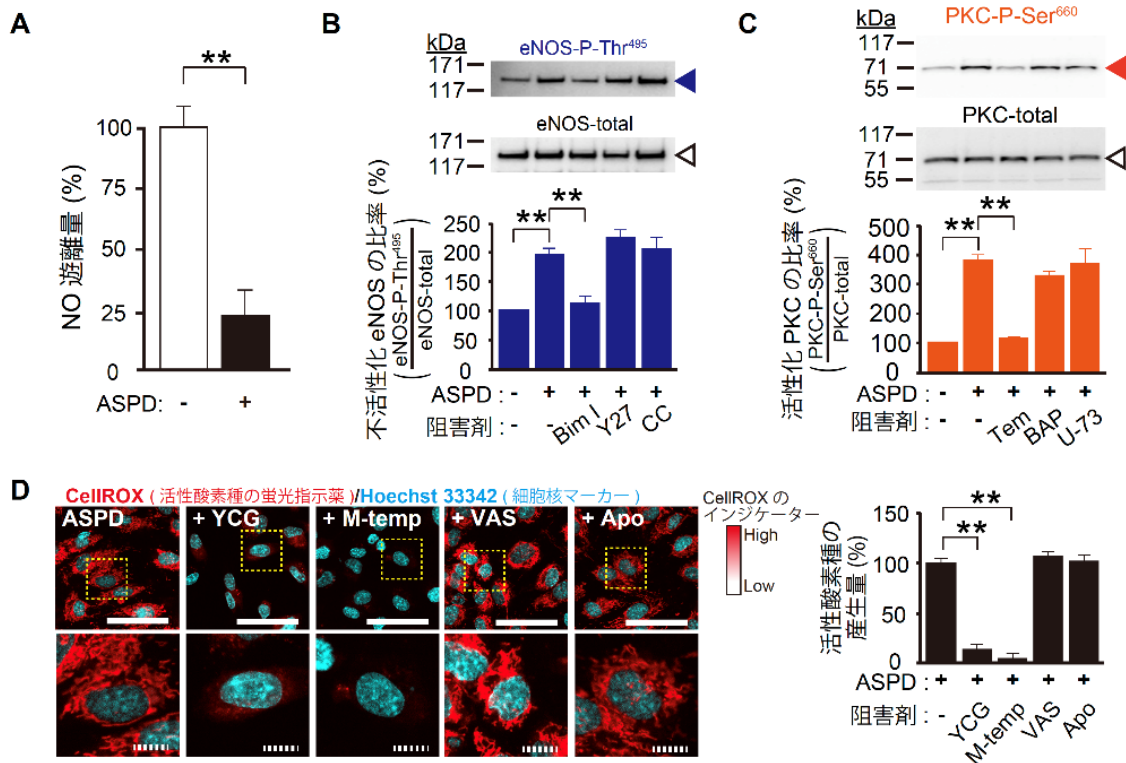 A
**
NO 遊離量 (%)
100
75
50
25
0
ASPD: - +
B
eNOS-P-Thr⁴⁹⁵
kDa
171
117
eNOS-total
171
117
不活性化 eNOS の比率 (%)
(eNOS-P-Thr⁴⁹⁵
eNOS-total)
** **
250
200
150
100
50
0
ASPD : - + + + +
阻害剤 : - - Bim I Y27 CC
C
PKC-P-Ser⁶⁶⁰
kDa
117
71
55
PKC-total
117
71
55
活性化 PKC の比率 (%)
(PKC-P-Ser⁶⁶⁰
PKC-total)
** **
400
300
200
100
0
ASPD : - + + + +
阻害剤 : - - Tem BAP U-73
D
CellROX ( 活性酸素種の蛍光指示薬 )/Hoechst 33342 ( 細胞核マーカー )
ASPD + YCG + M-temp + VAS + Apo
CellROX の
インジケーター
High
Low
活性酸素種の
産生量 (%)
**
**
150
100
50
0
ASPD : + + + + +
阻害剤 : - YCG M-temp VAS Apo